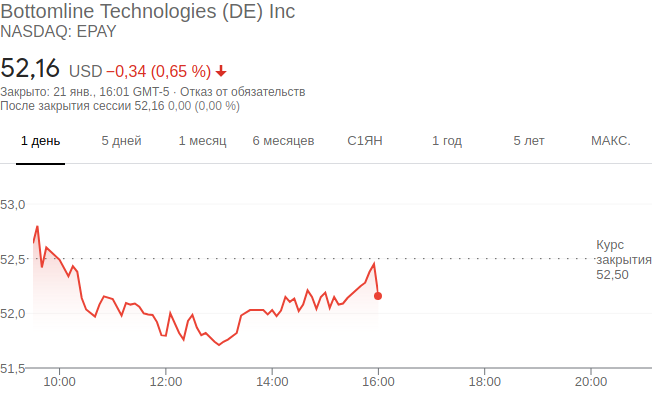 Bottomline Technologies (DE) Inc
NASDAQ: EPAY
52,16 USD −0,34 (0,65 %)
Закрыто: 21 янв., 16:01 GMT-5 · Отказ от обязательств
После закрытия сессии 52,16 0,00 (0,00 %)
1 день 5 дней 1 месяц 6 месяцев С1ЯН 1 год 5 лет МАКС.
53,0
52,5
52,0
51,5
Курс
закрытия
52,50
10:00 12:00 14:00 16:00 18:00 20:00